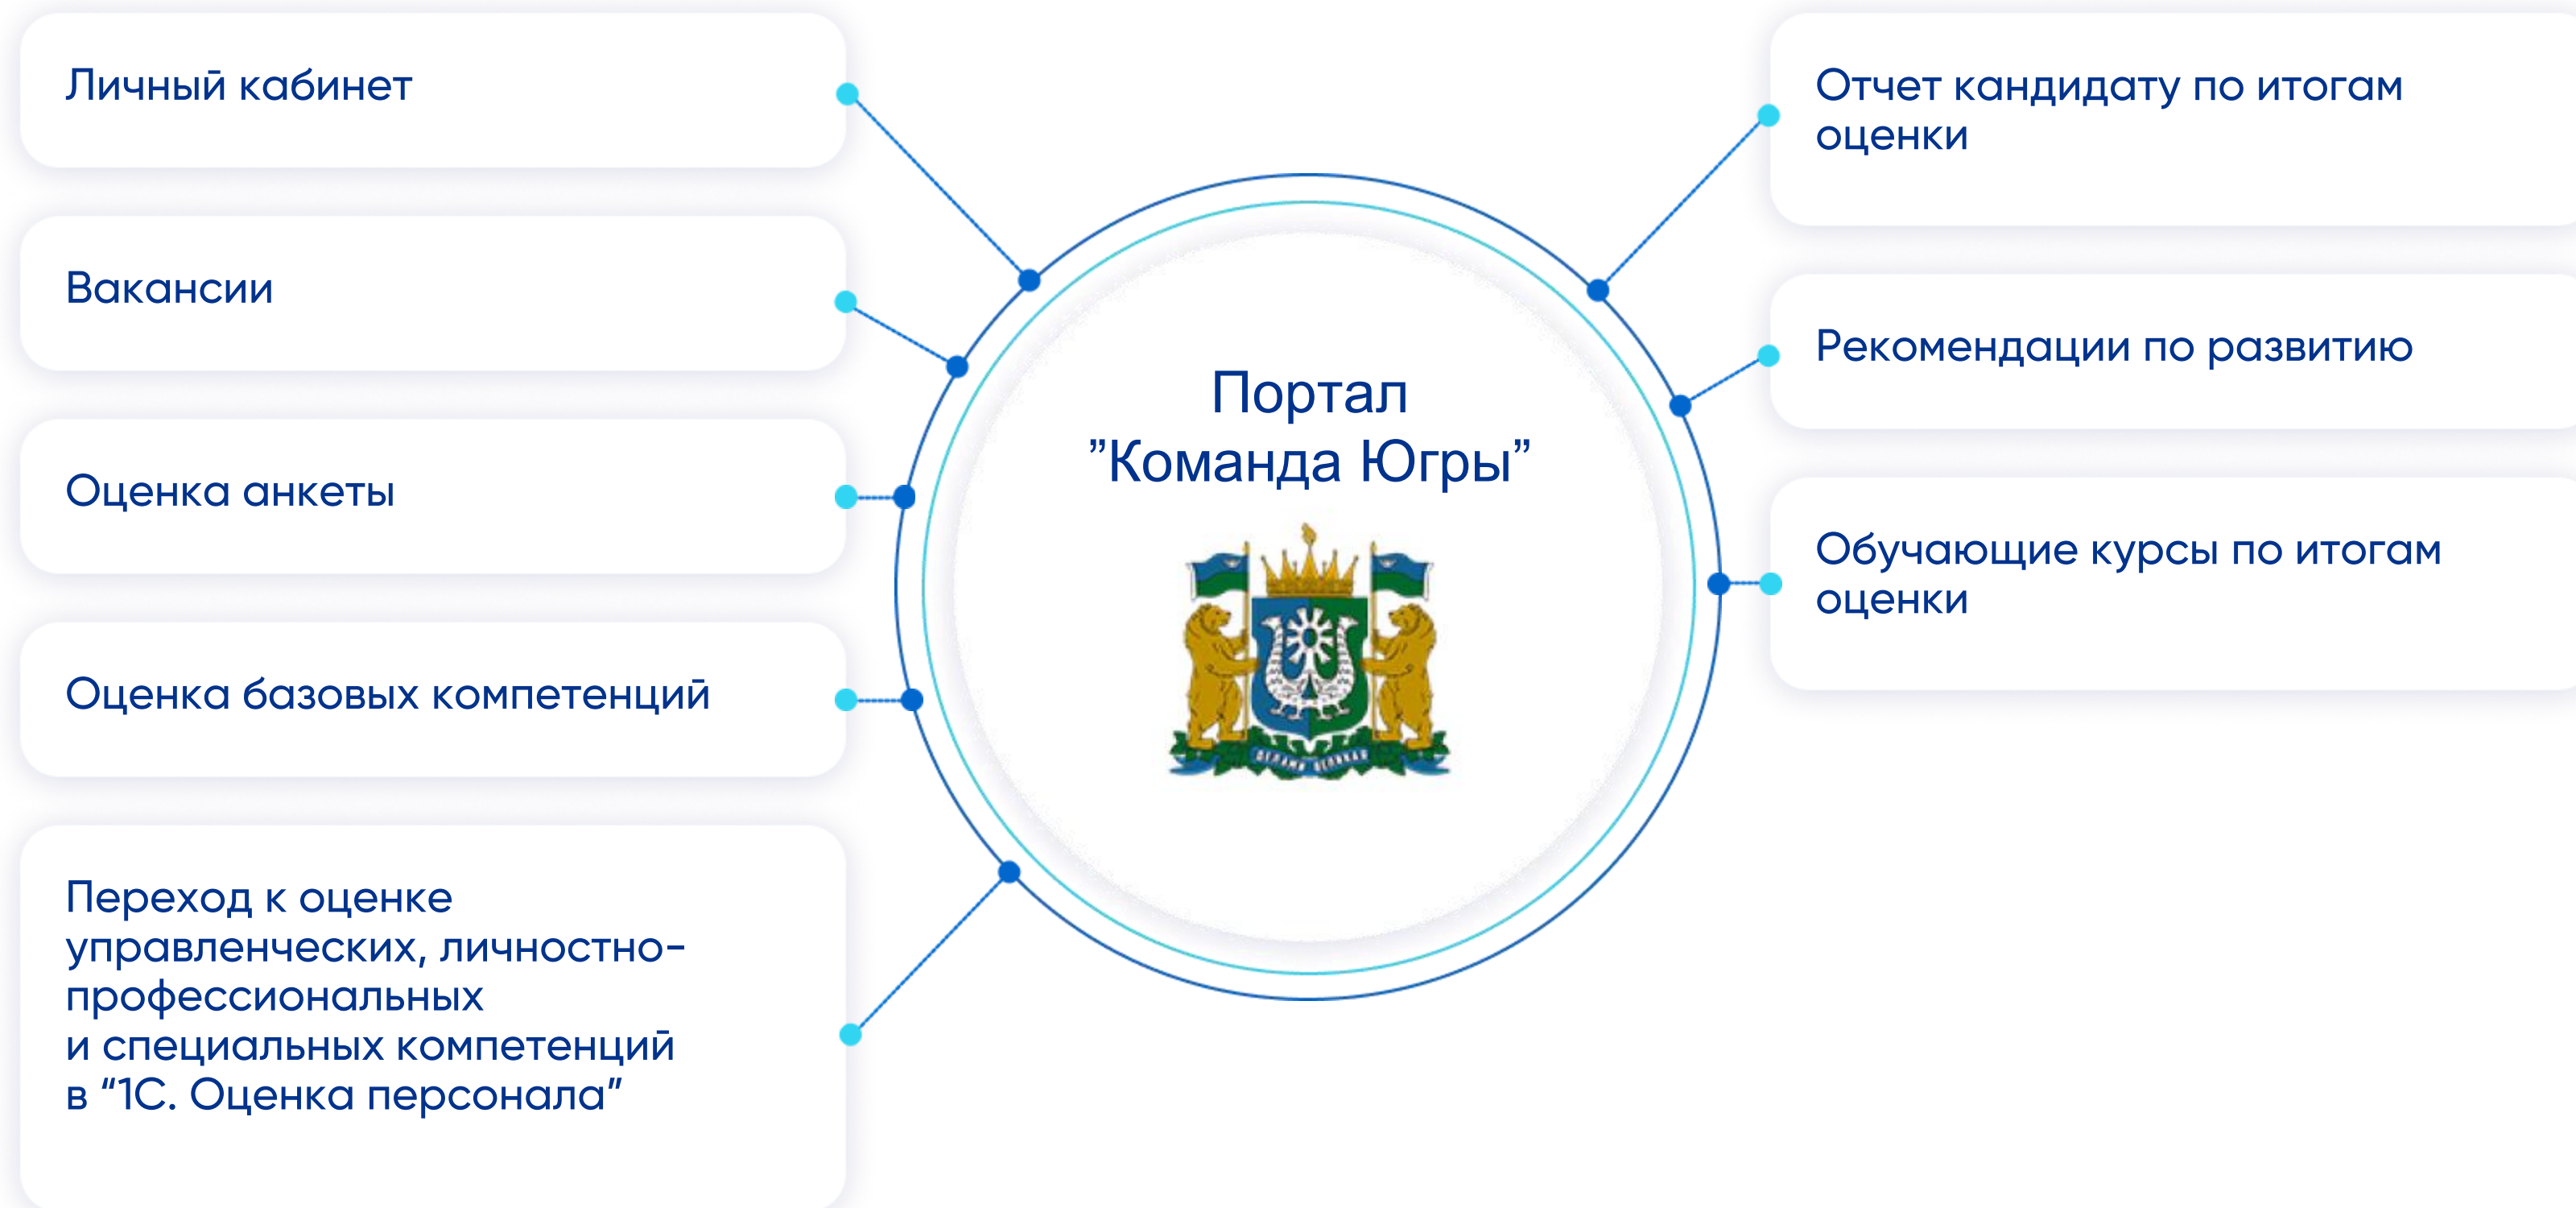 Личный кабинет
Вакансии
Оценка анкеты
Оценка базовых компетенций
Переход к оценке
управленческих, личностно-
профессиональных
и специальных компетенций
в “1С. Оценка персонала”
Портал
”Команда Югры”
Отчет кандидату по итогам
оценки
Рекомендации по развитию
Обучающие курсы по итогам
оценки